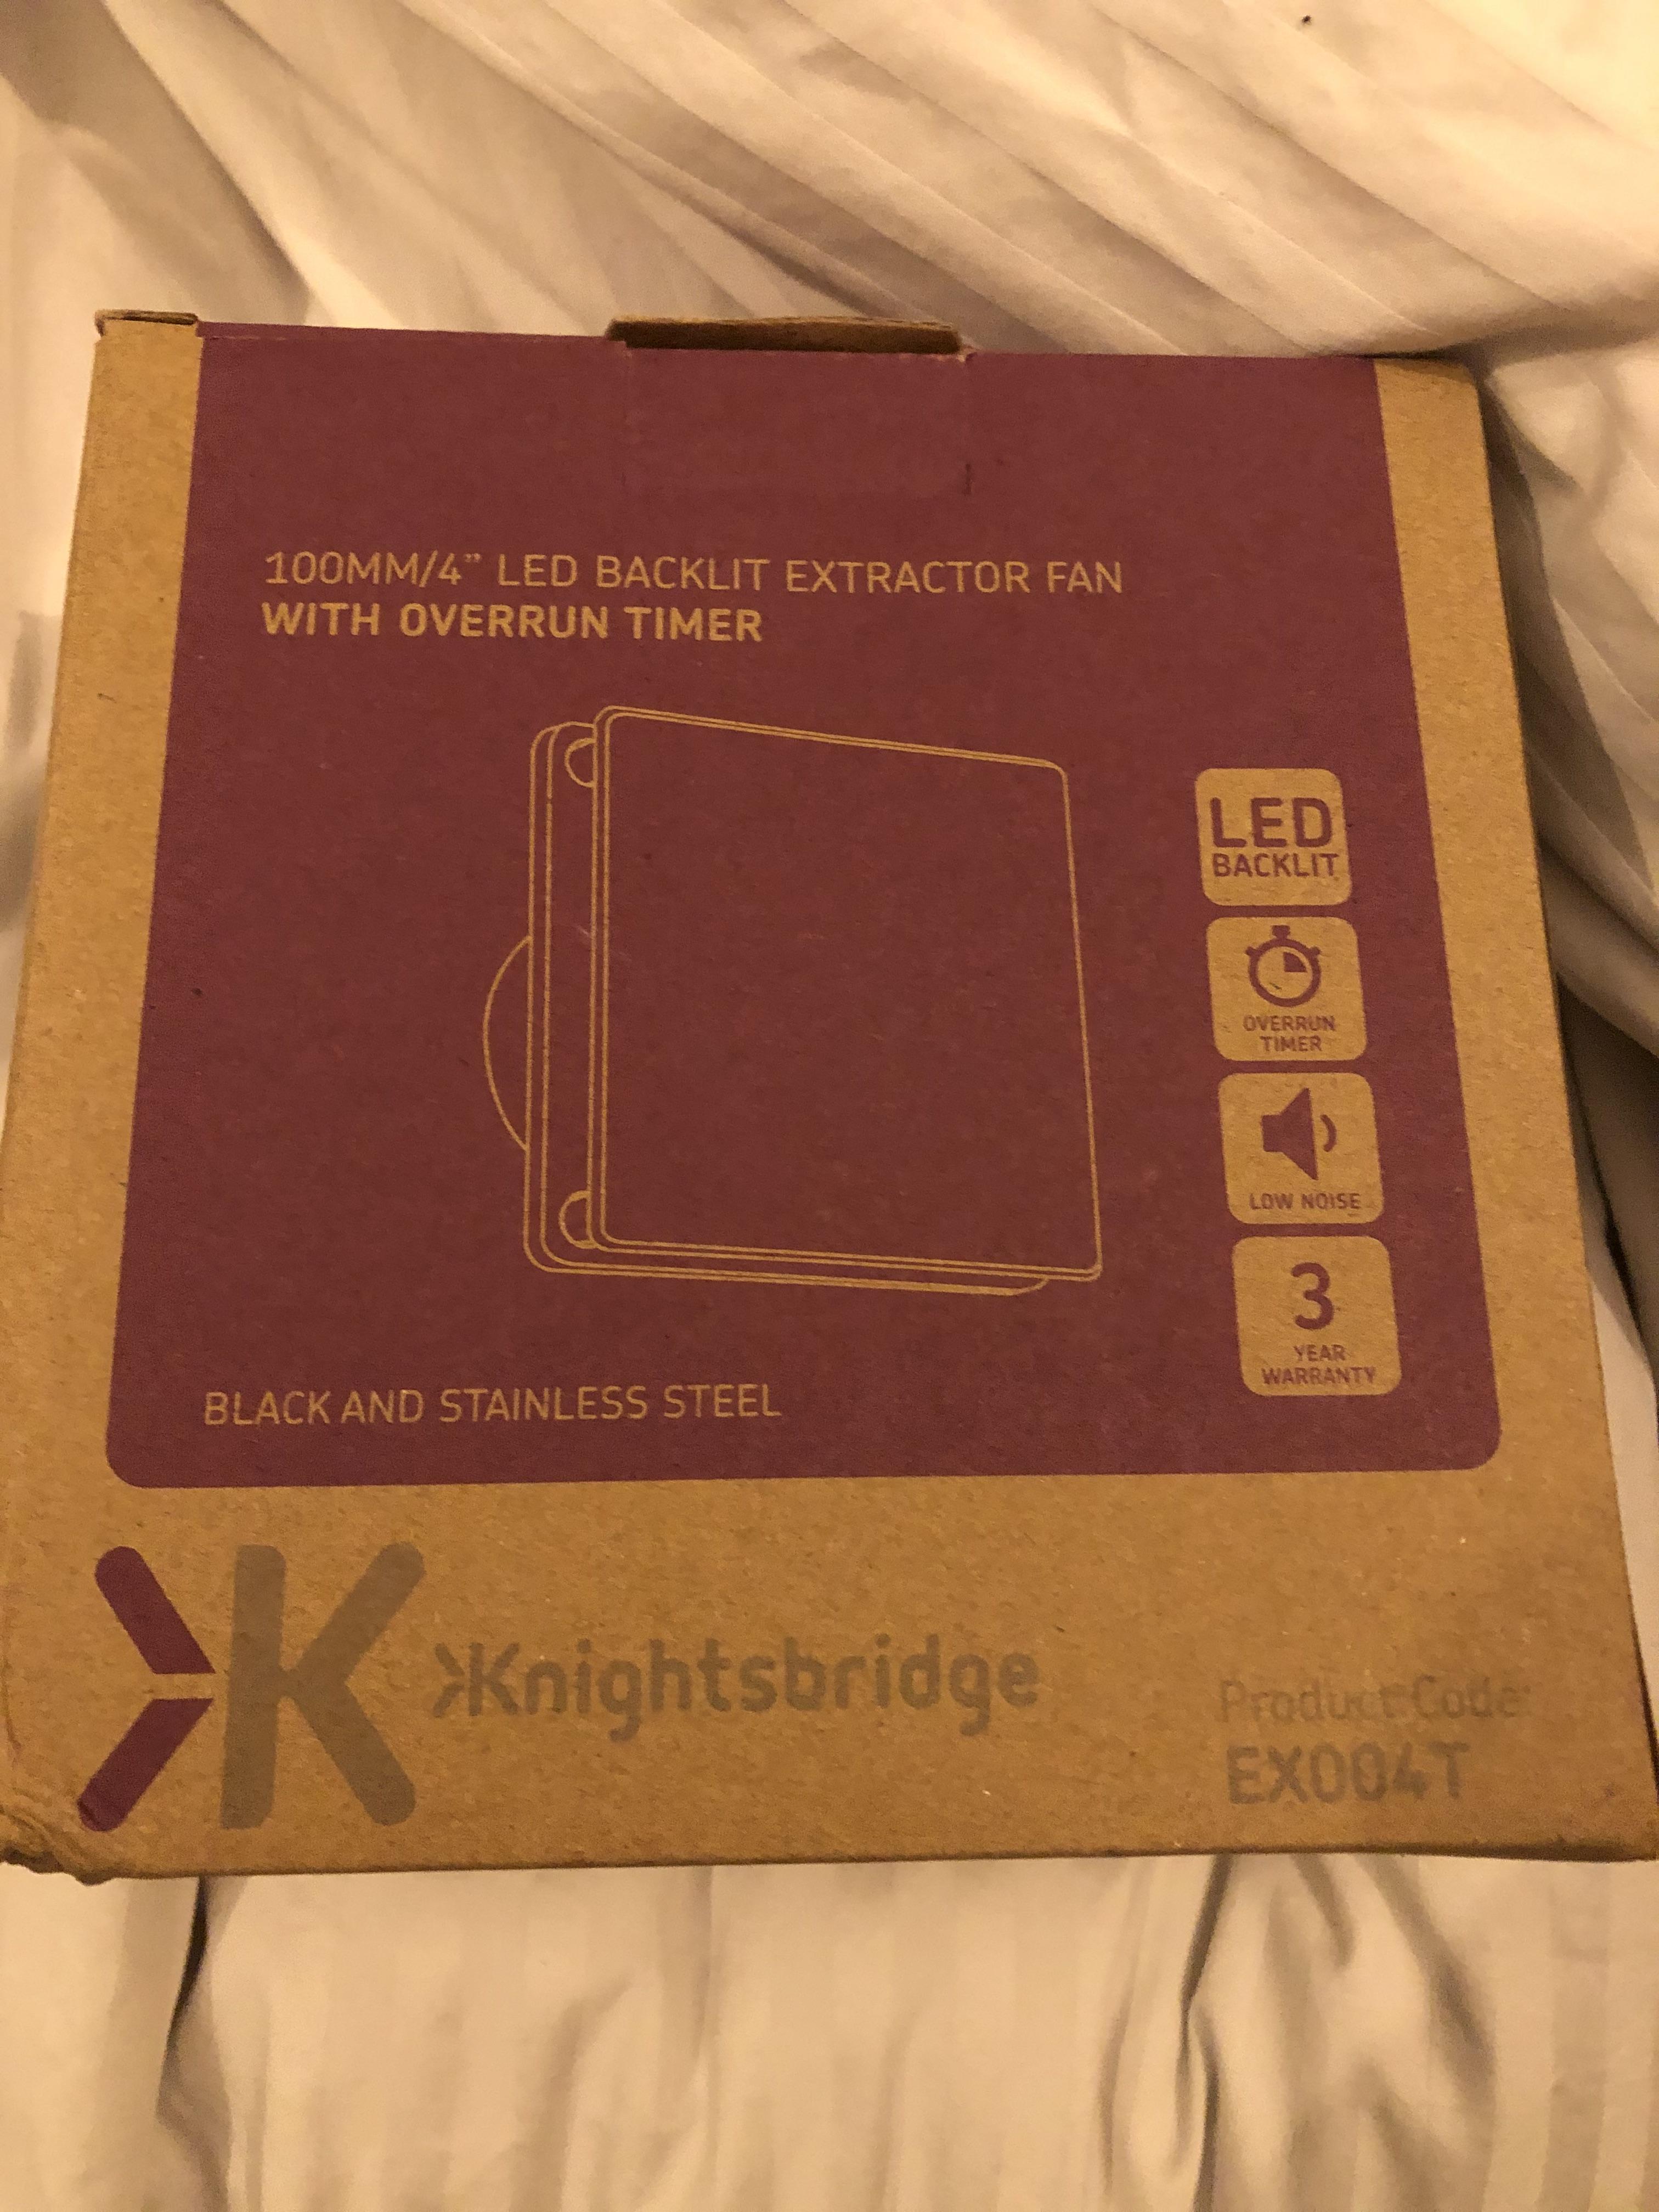 100MM/4" LED BACKLIT EXTRACTOR FAN
WITH OVERRUN TIMER
LED
BACKLIT
OVERRUN
TIMER
LOW NOISE
3
YEAR
WARRANTY
BLACK AND STAINLESS STEEL
K
Knightsbridge
Product Code:
EX004T